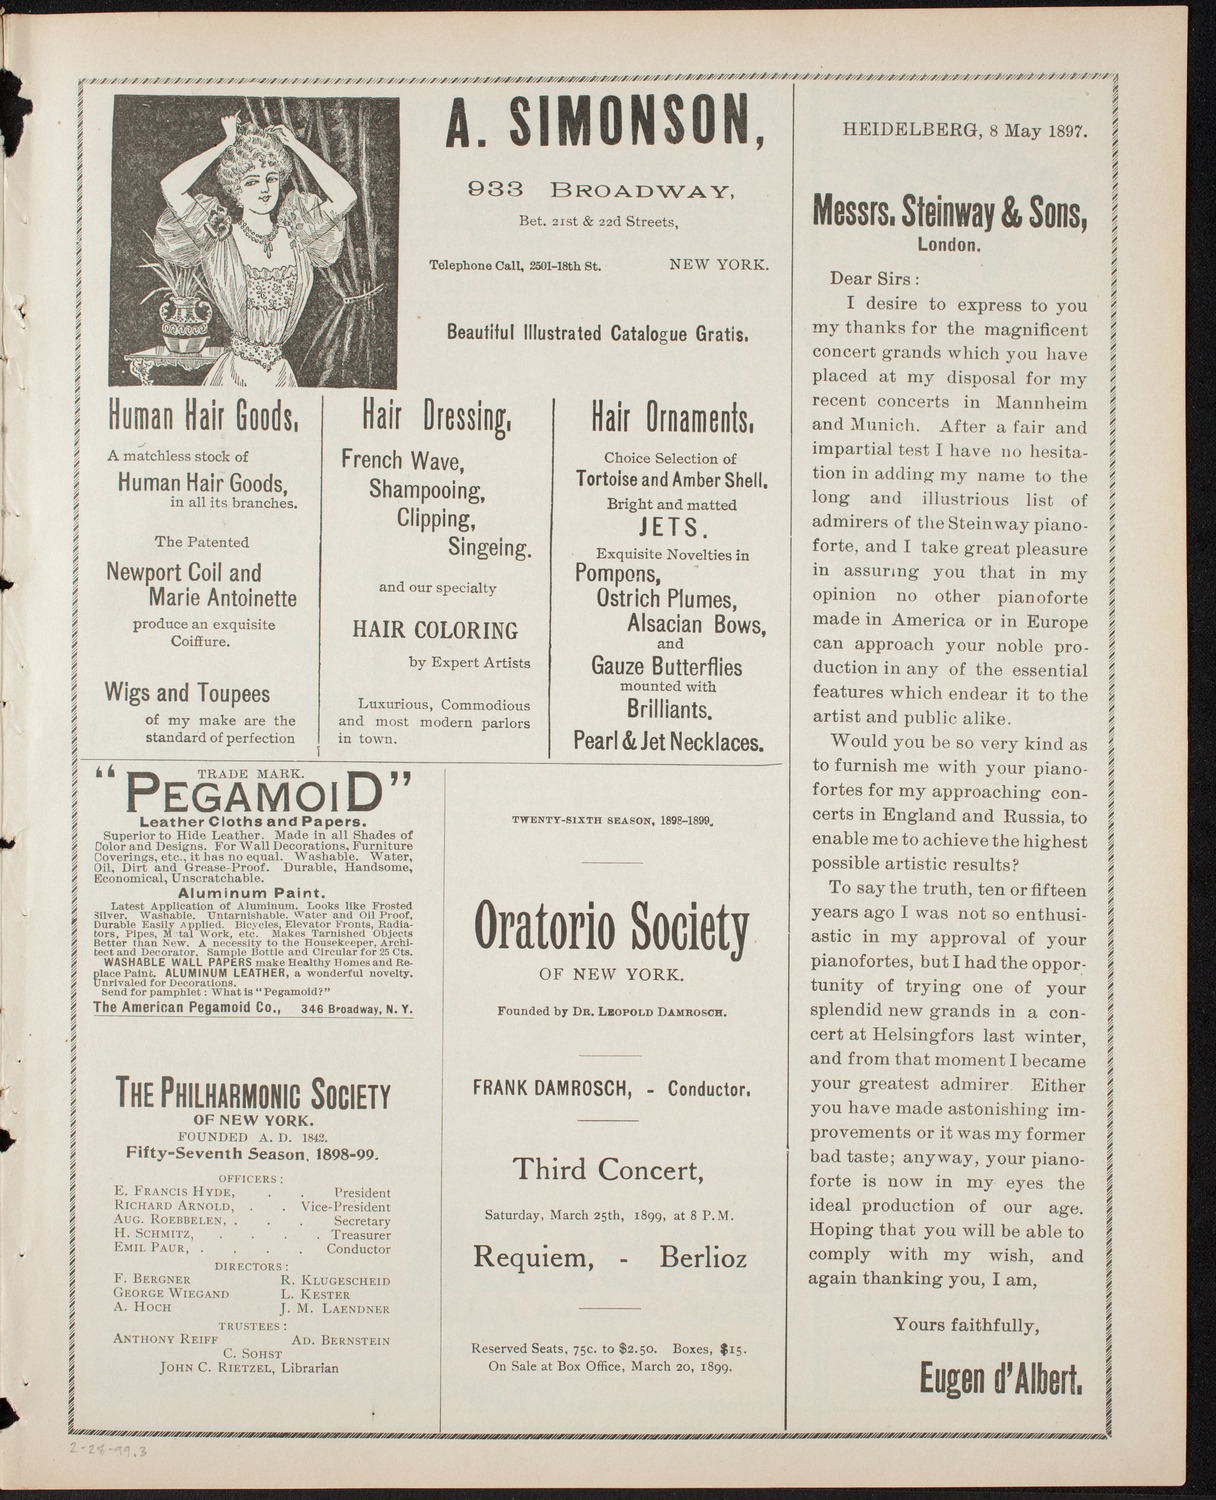 A. SIMONSON,
933 BROADWAY,
Bet. 21st & 22d Streets,
Telephone Call, 2501-18th St. NEW YORK.
Beautiful Illustrated Catalogue Gratis.
Human Hair Goods.
A matchless stock of
Human Hair Goods,
in all its branches.
The Patented
Newport Coil and
Marie Antoinette
produce an exquisite
Coiffure.
Wigs and Toupees
of my make are the
standard of perfection
Hair Dressing,
French Wave,
Shampooing,
Clipping,
Singeing.
and our specialty
HAIR COLORING
by Expert Artists
Luxurious, Commodious
and most modern parlors
in town.
Hair Ornaments,
Choice Selection of
Tortoise and Amber Shell.
Bright and matted
JETS.
Exquisite Novelties in
Pompons,
Ostrich Plumes,
Alsacian Bows,
and
Gauze Butterflies
mounted with
Brilliants.
Pearl & Jet Necklaces.
TRADE MARK.
"PEGAMOID"
Leather Cloths and Papers.
Superior to Hide Leather. Made in all Shades of
Color and Designs. For Wall Decorations, Furniture
Coverings, etc., it has no equal. Washable. Water,
Oil, Dirt and Grease-Proof. Durable, Handsome,
Economical, Unscratchable.
Aluminum Paint.
Latest Application of Aluminum. Looks like Frosted
Silver. Washable. Untarnishable. Water and Oil Proof,
Durable Easily Applied. Bicycles, Elevator Fronts, Radia-
tors, Pipes, Metal Work, etc. Makes Tarnished Objects
Better than New. A necessity to the Housekeeper, Archi-
tect and Decorator. Sample Bottle and Circular for 25 Cts.
WASHABLE WALL PAPERS make Healthy Homes and Re-
place Paint. ALUMINUM LEATHER, a wonderful novelty.
Unrivaled for Decorations.
Send for pamphlet: What is "Pegamoid?"
The American Pegamoid Co., 346 Broadway, N. Y.
THE PHILHARMONIC SOCIETY
OF NEW YORK.
FOUNDED A. D. 1842.
Fifty-Seventh Season, 1898-99.
OFFICERS:
E. FRANCIS HYDE, . . President
RICHARD ARNOLD, . . Vice-President
AUG. ROEBBELEN, . . . Secretary
H. SCHMITZ, . . . . Treasurer
EMIL PAUR, . . . . Conductor
DIRECTORS:
F. BERGNER R. KLUGESCHEID
GEORGE WIEGAND L. KESTER
A. HOCH J. M. LAENDNER
TRUSTEES:
ANTHONY REIFF AD. BERNSTEIN
C. SOHST
JOHN C. RIETZEL, Librarian
TWENTY-SIXTH SEASON, 1898-1899.
Oratorio Society
OF NEW YORK.
Founded by DR. LEOPOLD DAMROSCH.
FRANK DAMROSCH, - Conductor.
Third Concert,
Saturday, March 25th, 1899, at 8 P.M.
Requiem, - Berlioz
Reserved Seats, 75c. to $2.50. Boxes, $15.
On Sale at Box Office, March 20, 1899.
HEIDELBERG, 8 May 1897.
Messrs. Steinway & Sons,
London.
Dear Sirs:
I desire to express to you
my thanks for the magnificent
concert grands which you have
placed at my disposal for my
recent concerts in Mannheim
and Munich. After a fair and
impartial test I have no hesita-
tion in adding my name to the
long and illustrious list of
admirers of the Steinway piano-
forte, and I take great pleasure
in assuring you that in my
opinion no other pianoforte
made in America or in Europe
can approach your noble pro-
duction in any of the essential
features which endear it to the
artist and public alike.
Would you be so very kind as
to furnish me with your piano-
fortes for my approaching con-
certs in England and Russia, to
enable me to achieve the highest
possible artistic results?
To say the truth, ten or fifteen
years ago I was not so enthusi-
astic in my approval of your
pianofortes, but I had the oppor-
tunity of trying one of your
splendid new grands in a con-
cert at Helsingfors last winter,
and from that moment I became
your greatest admirer. Either
you have made astonishing im-
provements or it was my former
bad taste; anyway, your piano-
forte is now in my eyes the
ideal production of our age.
Hoping that you will be able to
comply with my wish, and
again thanking you, I am,
Yours faithfully,
Eugen d'Albert.
2-28-99.3